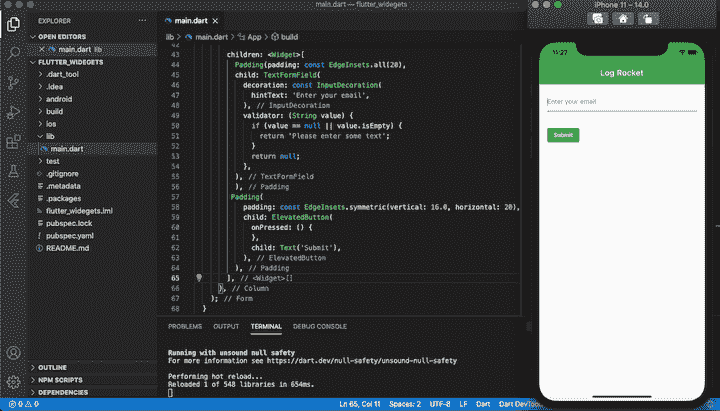 main.dart — flutter_widegets
iPhone 11 – 14.0
EXPLORER
OPEN EDITORS
main.dart lib
FLUTTER_WIDEGETS
.dart_tool
.idea
android
build
ios
lib
main.dart
test
.gitignore
.metadata
.packages
flutter_widegets.iml
pubspec.lock
pubspec.yaml
README.md
OUTLINE
NPM SCRIPTS
DEPENDENCIES
main.dart
lib > main.dart > App > build
42
43 children: <Widget>[
44 Padding(padding: const EdgeInsets.all(20),
45 child: TextFormField(
46 decoration: const InputDecoration(
47 hintText: 'Enter your email',
48 ), // InputDecoration
49 validator: (String value) {
50 if (value == null || value.isEmpty) {
51 return 'Please enter some text';
52 }
53 return null;
54 },
55 ), // TextFormField
56 ), // Padding
57 Padding(
58 padding: const EdgeInsets.symmetric(vertical: 16.0, horizontal: 20),
59 child: ElevatedButton(
60 onPressed: () {
61 },
62 child: Text('Submit'),
63 ), // ElevatedButton
64 ), // Padding
65 ], // <Widget>[]
66 ), // Column
67 ); // Form
68 }
PROBLEMS OUTPUT TERMINAL DEBUG CONSOLE
Running with unsound null safety
For more information see https://dart.dev/null-safety/unsound-null-safety
Performing hot reload...
Reloaded 1 of 548 libraries in 654ms.
0 0 Ln 65, Col 11 Spaces: 2 UTF-8 LF Dart Dart DevToo
11:27
Log Rocket
Enter your email
Submit